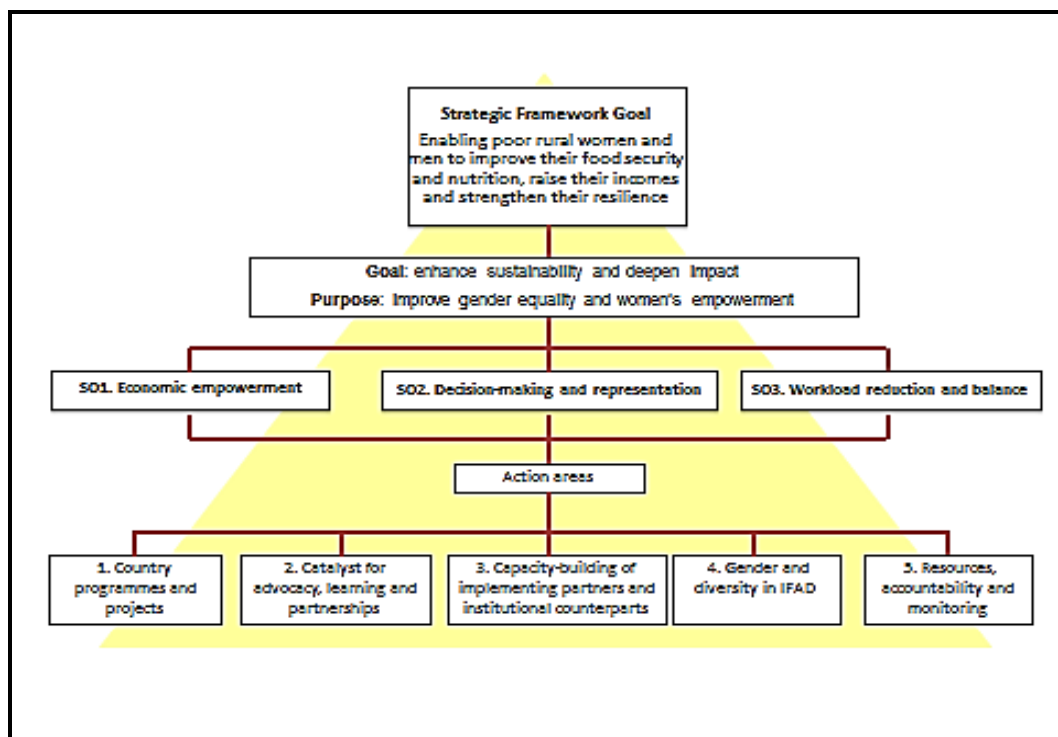 Strategic Framework Goal
Enabling poor rural women and
men to improve their food security
and nutrition, raise their incomes
and strengthen their resilience
Goal: enhance sustainability and deepen impact
Purpose: Improve gender equality and women's empowerment
SO1. Economic empowerment
SO2. Decision-making and representation
SO3. Workload reduction and balance
Action areas
1. Country
programmes and
projects
2. Catalyst for
advocacy, learning and
partnerships
3. Capacity-building of
implementing partners and
institutional counterparts
4. Gender and
diversity in IFAD
5. Resources,
accountability and
monitoring